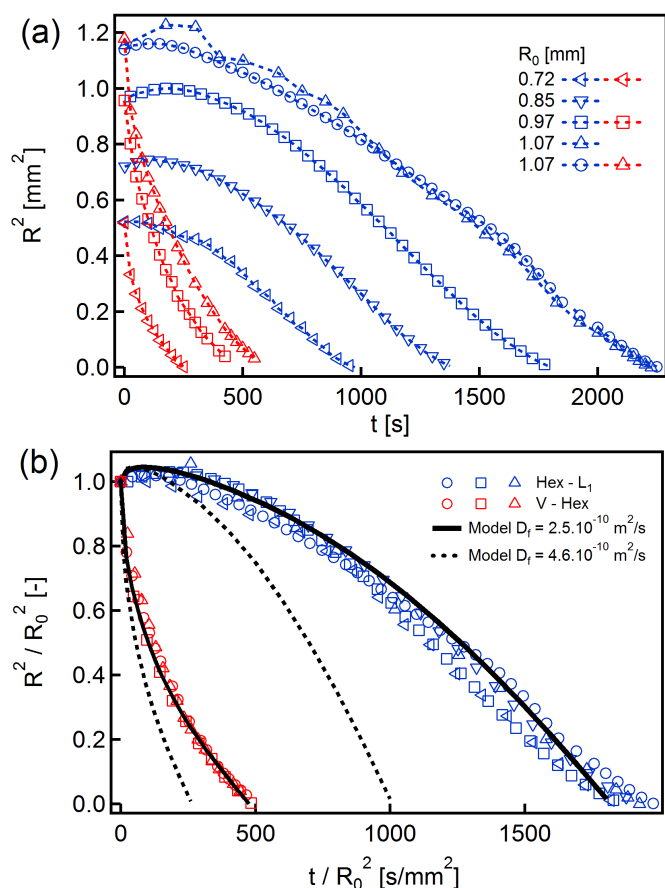 (a)
1.2
1.0
0.8
0.6
0.4
0.2
0.0
R² [mm²]
R₀ [mm]
0.72
0.85
0.97
1.07
1.07
0
500
1000
1500
2000
t [s]
(b)
1.0
0.8
0.6
0.4
0.2
0.0
R² / R₀² [-]
Hex - L₁
V - Hex
Model D_f = 2.5.10⁻¹⁰ m²/s
Model D_f = 4.6.10⁻¹⁰ m²/s
0
500
1000
1500
t / R₀² [s/mm²]